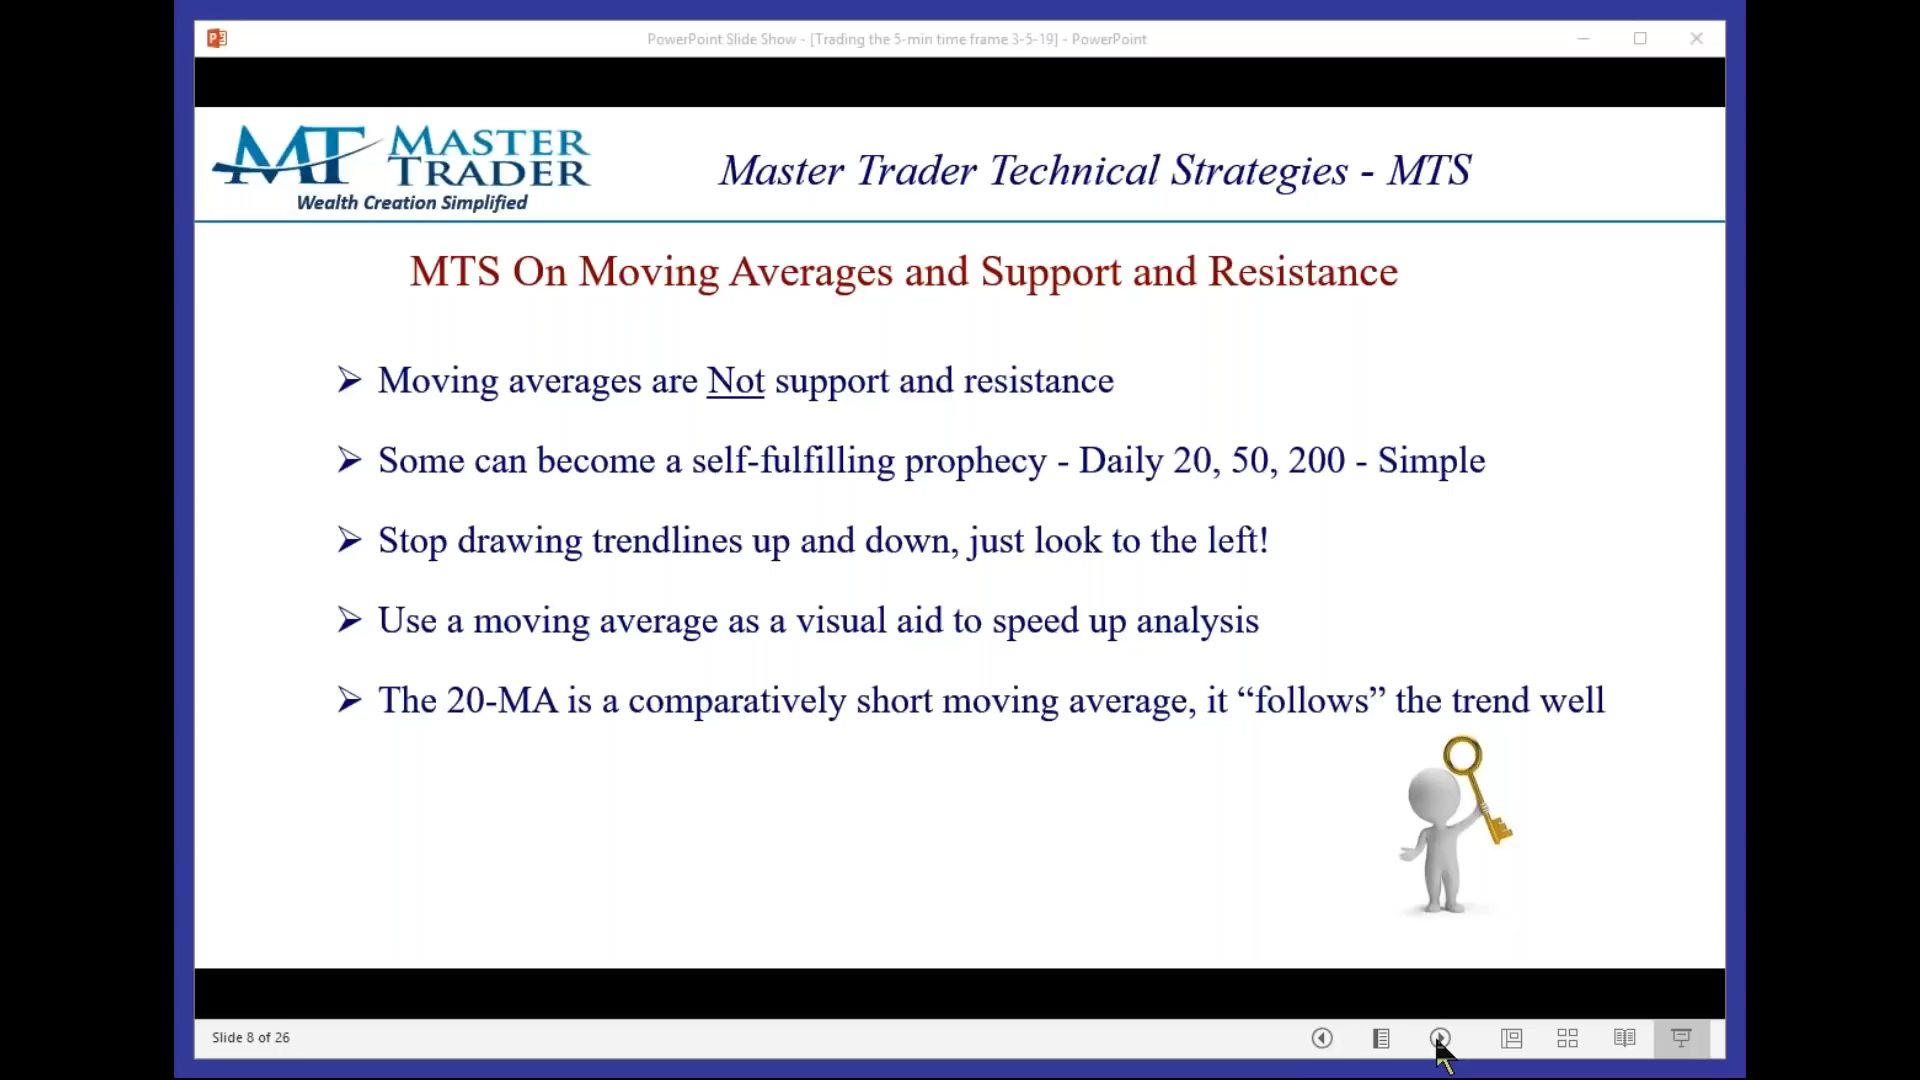 PowerPoint Slide Show - [Trading the 5-min time frame 3-5-19] - PowerPoint
MT MASTER TRADER
Wealth Creation Simplified
Master Trader Technical Strategies - MTS
MTS On Moving Averages and Support and Resistance
➢ Moving averages are Not support and resistance
➢ Some can become a self-fulfilling prophecy - Daily 20, 50, 200 - Simple
➢ Stop drawing trendlines up and down, just look to the left!
➢ Use a moving average as a visual aid to speed up analysis
➢ The 20-MA is a comparatively short moving average, it “follows” the trend well
Slide 8 of 26